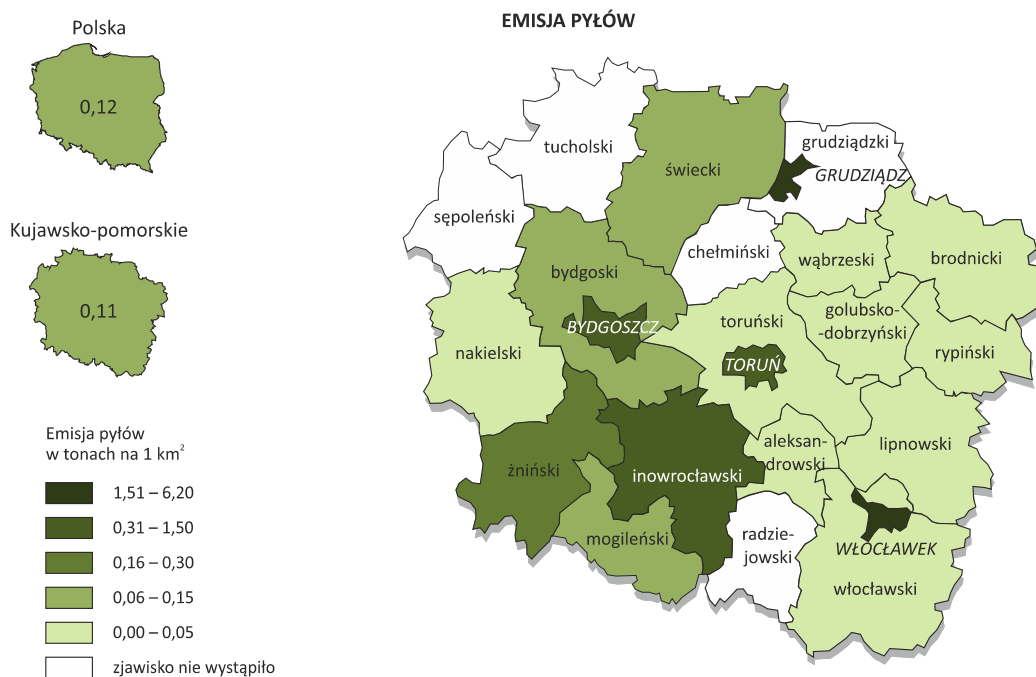 EMISJA PYŁÓW
Polska
0,12
Kujawsko-pomorskie
0,11
Emisja pyłów
w tonach na 1 km²
1,51 – 6,20
0,31 – 1,50
0,16 – 0,30
0,06 – 0,15
0,00 – 0,05
zjawisko nie wystąpiło
tucholski
świecki
grudziądzki
GRUDZIĄDZ
sępoleński
chełmiński
wąbrzeski
brodnicki
bydgoski
BYDGOSZCZ
toruński
TORUŃ
golubsko-
-dobrzyński
rypiński
nakielski
żniński
inowrocławski
aleksan-
drowski
lipnowski
mogileński
radzie-
jowski
WŁOCŁAWEK
włocławski